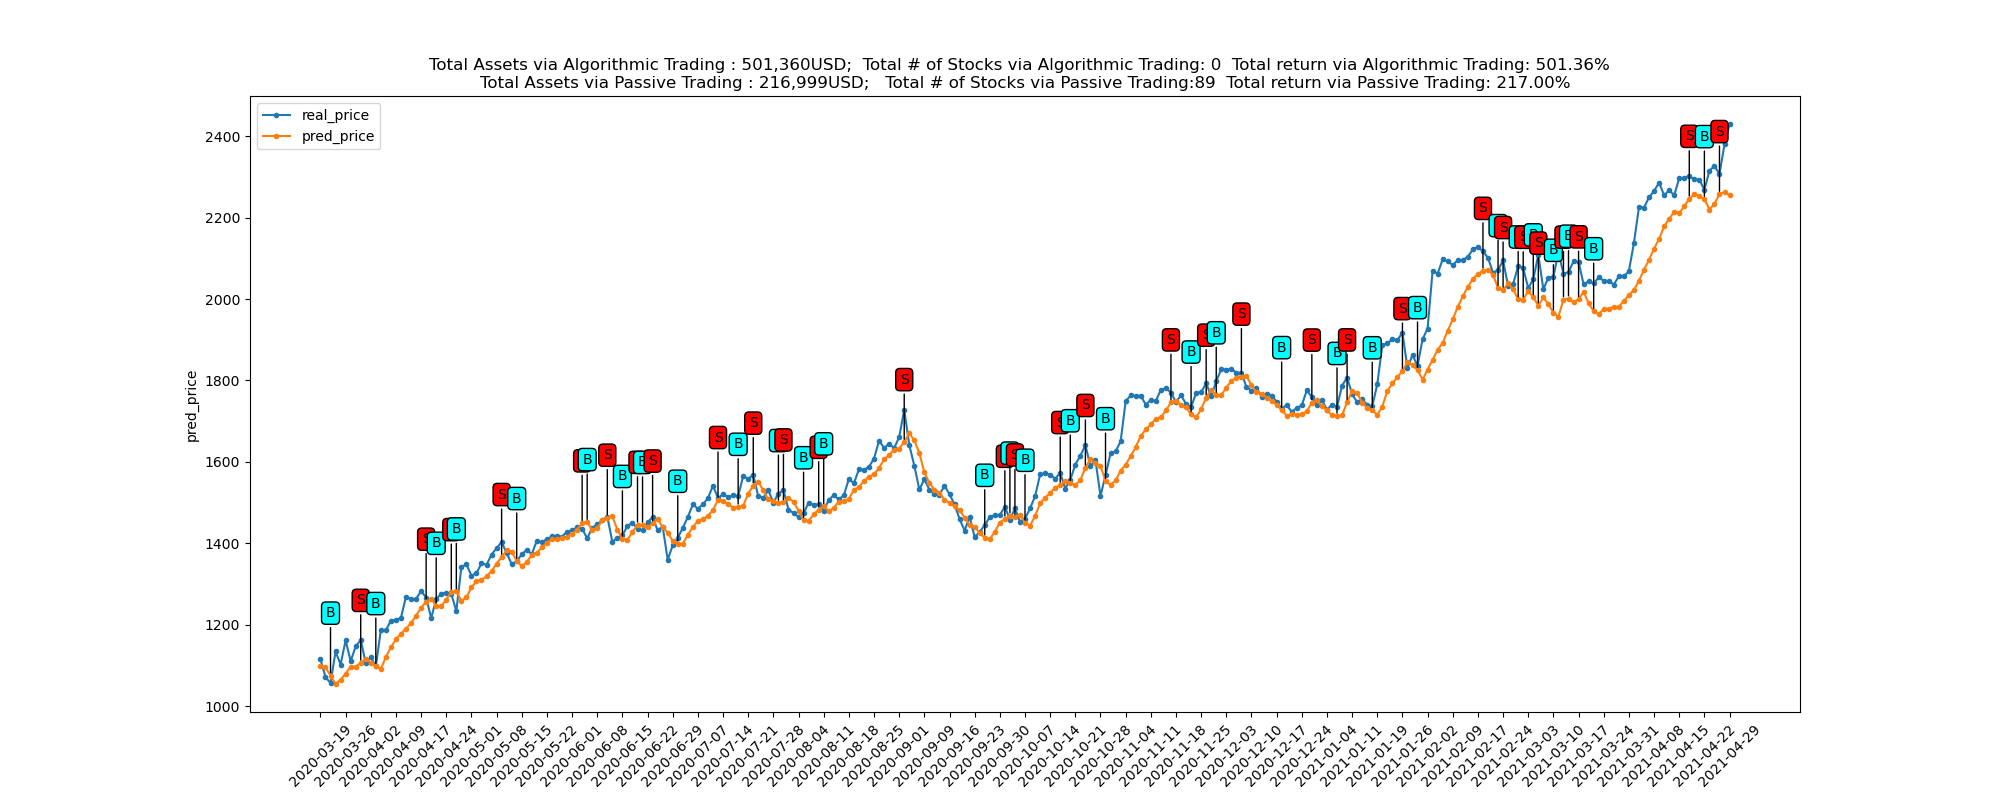 Total Assets via Algorithmic Trading : 501,360USD;  Total # of Stocks via Algorithmic Trading: 0  Total return via Algorithmic Trading: 501.36%
Total Assets via Passive Trading : 216,999USD;   Total # of Stocks via Passive Trading:89  Total return via Passive Trading: 217.00%
real_price
pred_price
2400
2200
2000
1800
1600
1400
1200
1000
pred_price
B
S
B
S
B
S
B
S
B
S
B
S
B
S
B
S
B
S
B
S
B
S
B
S
B
S
B
S
B
S
B
S
B
S
B
S
B
S
B
S
B
S
B
S
B
S
B
S
B
S
B
S
B
S
B
S
B
S
B
S
B
S
2020-03-19
2020-03-26
2020-04-02
2020-04-09
2020-04-17
2020-04-24
2020-05-01
2020-05-08
2020-05-15
2020-05-22
2020-06-01
2020-06-08
2020-06-15
2020-06-22
2020-06-29
2020-07-07
2020-07-14
2020-07-21
2020-07-28
2020-08-04
2020-08-11
2020-08-18
2020-08-25
2020-09-01
2020-09-09
2020-09-16
2020-09-23
2020-09-30
2020-10-07
2020-10-14
2020-10-21
2020-10-28
2020-11-04
2020-11-11
2020-11-18
2020-11-25
2020-12-03
2020-12-10
2020-12-17
2020-12-24
2021-01-04
2021-01-11
2021-01-19
2021-01-26
2021-02-02
2021-02-09
2021-02-17
2021-02-24
2021-03-03
2021-03-10
2021-03-17
2021-03-24
2021-03-31
2021-04-08
2021-04-15
2021-04-22
2021-04-29